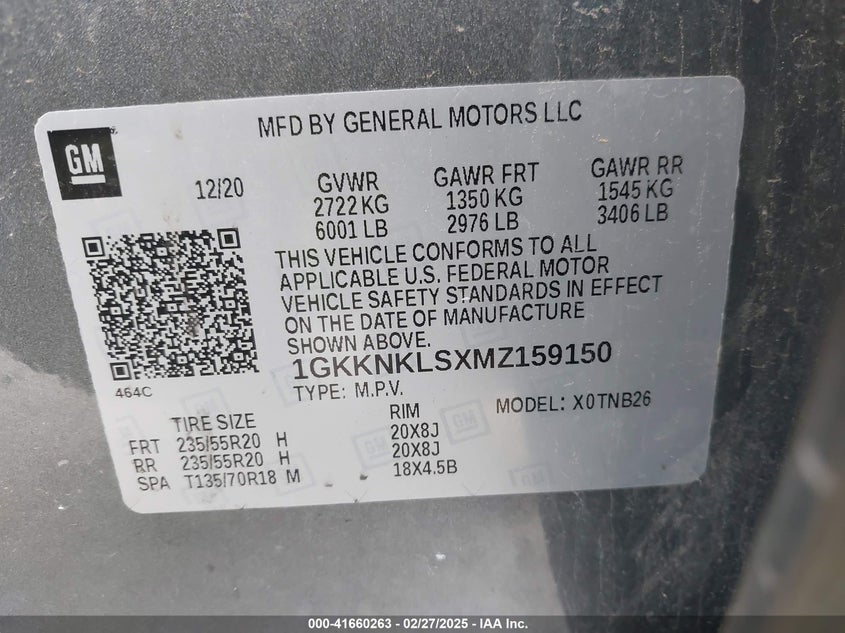 MFD BY GENERAL MOTORS LLC
GM
12/20
GVWR
2722 KG
6001 LB
GAWR FRT
1350 KG
2976 LB
GAWR RR
1545 KG
3406 LB
THIS VEHICLE CONFORMS TO ALL
APPLICABLE U.S. FEDERAL MOTOR
VEHICLE SAFETY STANDARDS IN EFFECT
ON THE DATE OF MANUFACTURE
SHOWN ABOVE.
1GKKNKLSXMZ159150
464C
TYPE: M.P.V.
MODEL: X0TNB26
TIRE SIZE
RIM
FRT 235/55R20 H 20X8J
RR 235/55R20 H 20X8J
SPA T135/70R18 M 18X4.5B
000-41660263 - 02/27/2025 - IAA Inc.